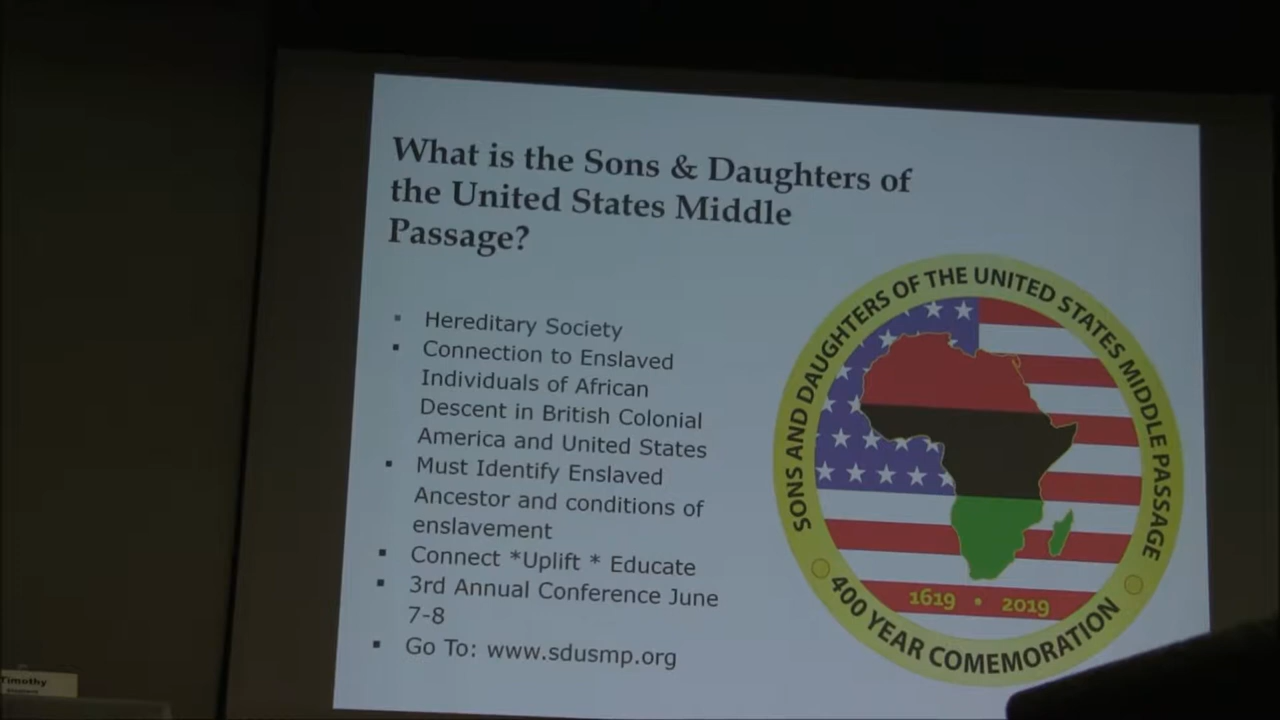 What is the Sons & Daughters of
the United States Middle
Passage?
▪ Hereditary Society
▪ Connection to Enslaved
Individuals of African
Descent in British Colonial
America and United States
▪ Must Identify Enslaved
Ancestor and conditions of
enslavement
▪ Connect *Uplift * Educate
▪ 3rd Annual Conference June
7-8
▪ Go To: www.sdusmp.org
SONS AND DAUGHTERS OF THE UNITED STATES MIDDLE PASSAGE
1619 • 2019
400 YEAR COMEMORATION
Timothy